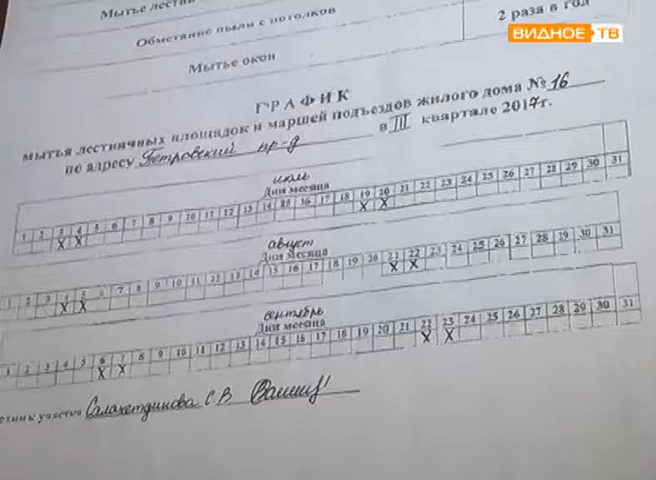 Мытье лестни
Обметание пыли с потолков
2 раза в год
Мытье окон
ВИДНОЕ ТВ
ГРАФИК
мытья лестничных площадок и маршей подъездов жилого дома № 16
по адресу Петровский пр-д в III квартале 2017г.
июль
Дни месяца
1 2 3 4 5 6 7 8 9 10 11 12 13 14 15 16 17 18 19 20 21 22 23 24 25 26 27 28 29 30 31
X X X X
август
Дни месяца
1 2 3 4 5 6 7 8 9 10 11 12 13 14 15 16 17 18 19 20 21 22 23 24 25 26 27 28 29 30 31
X X X X
сентябрь
Дни месяца
1 2 3 4 5 6 7 8 9 10 11 12 13 14 15 16 17 18 19 20 21 22 23 24 25 26 27 28 29 30 31
X X X X
участка Салахетдинова С.В